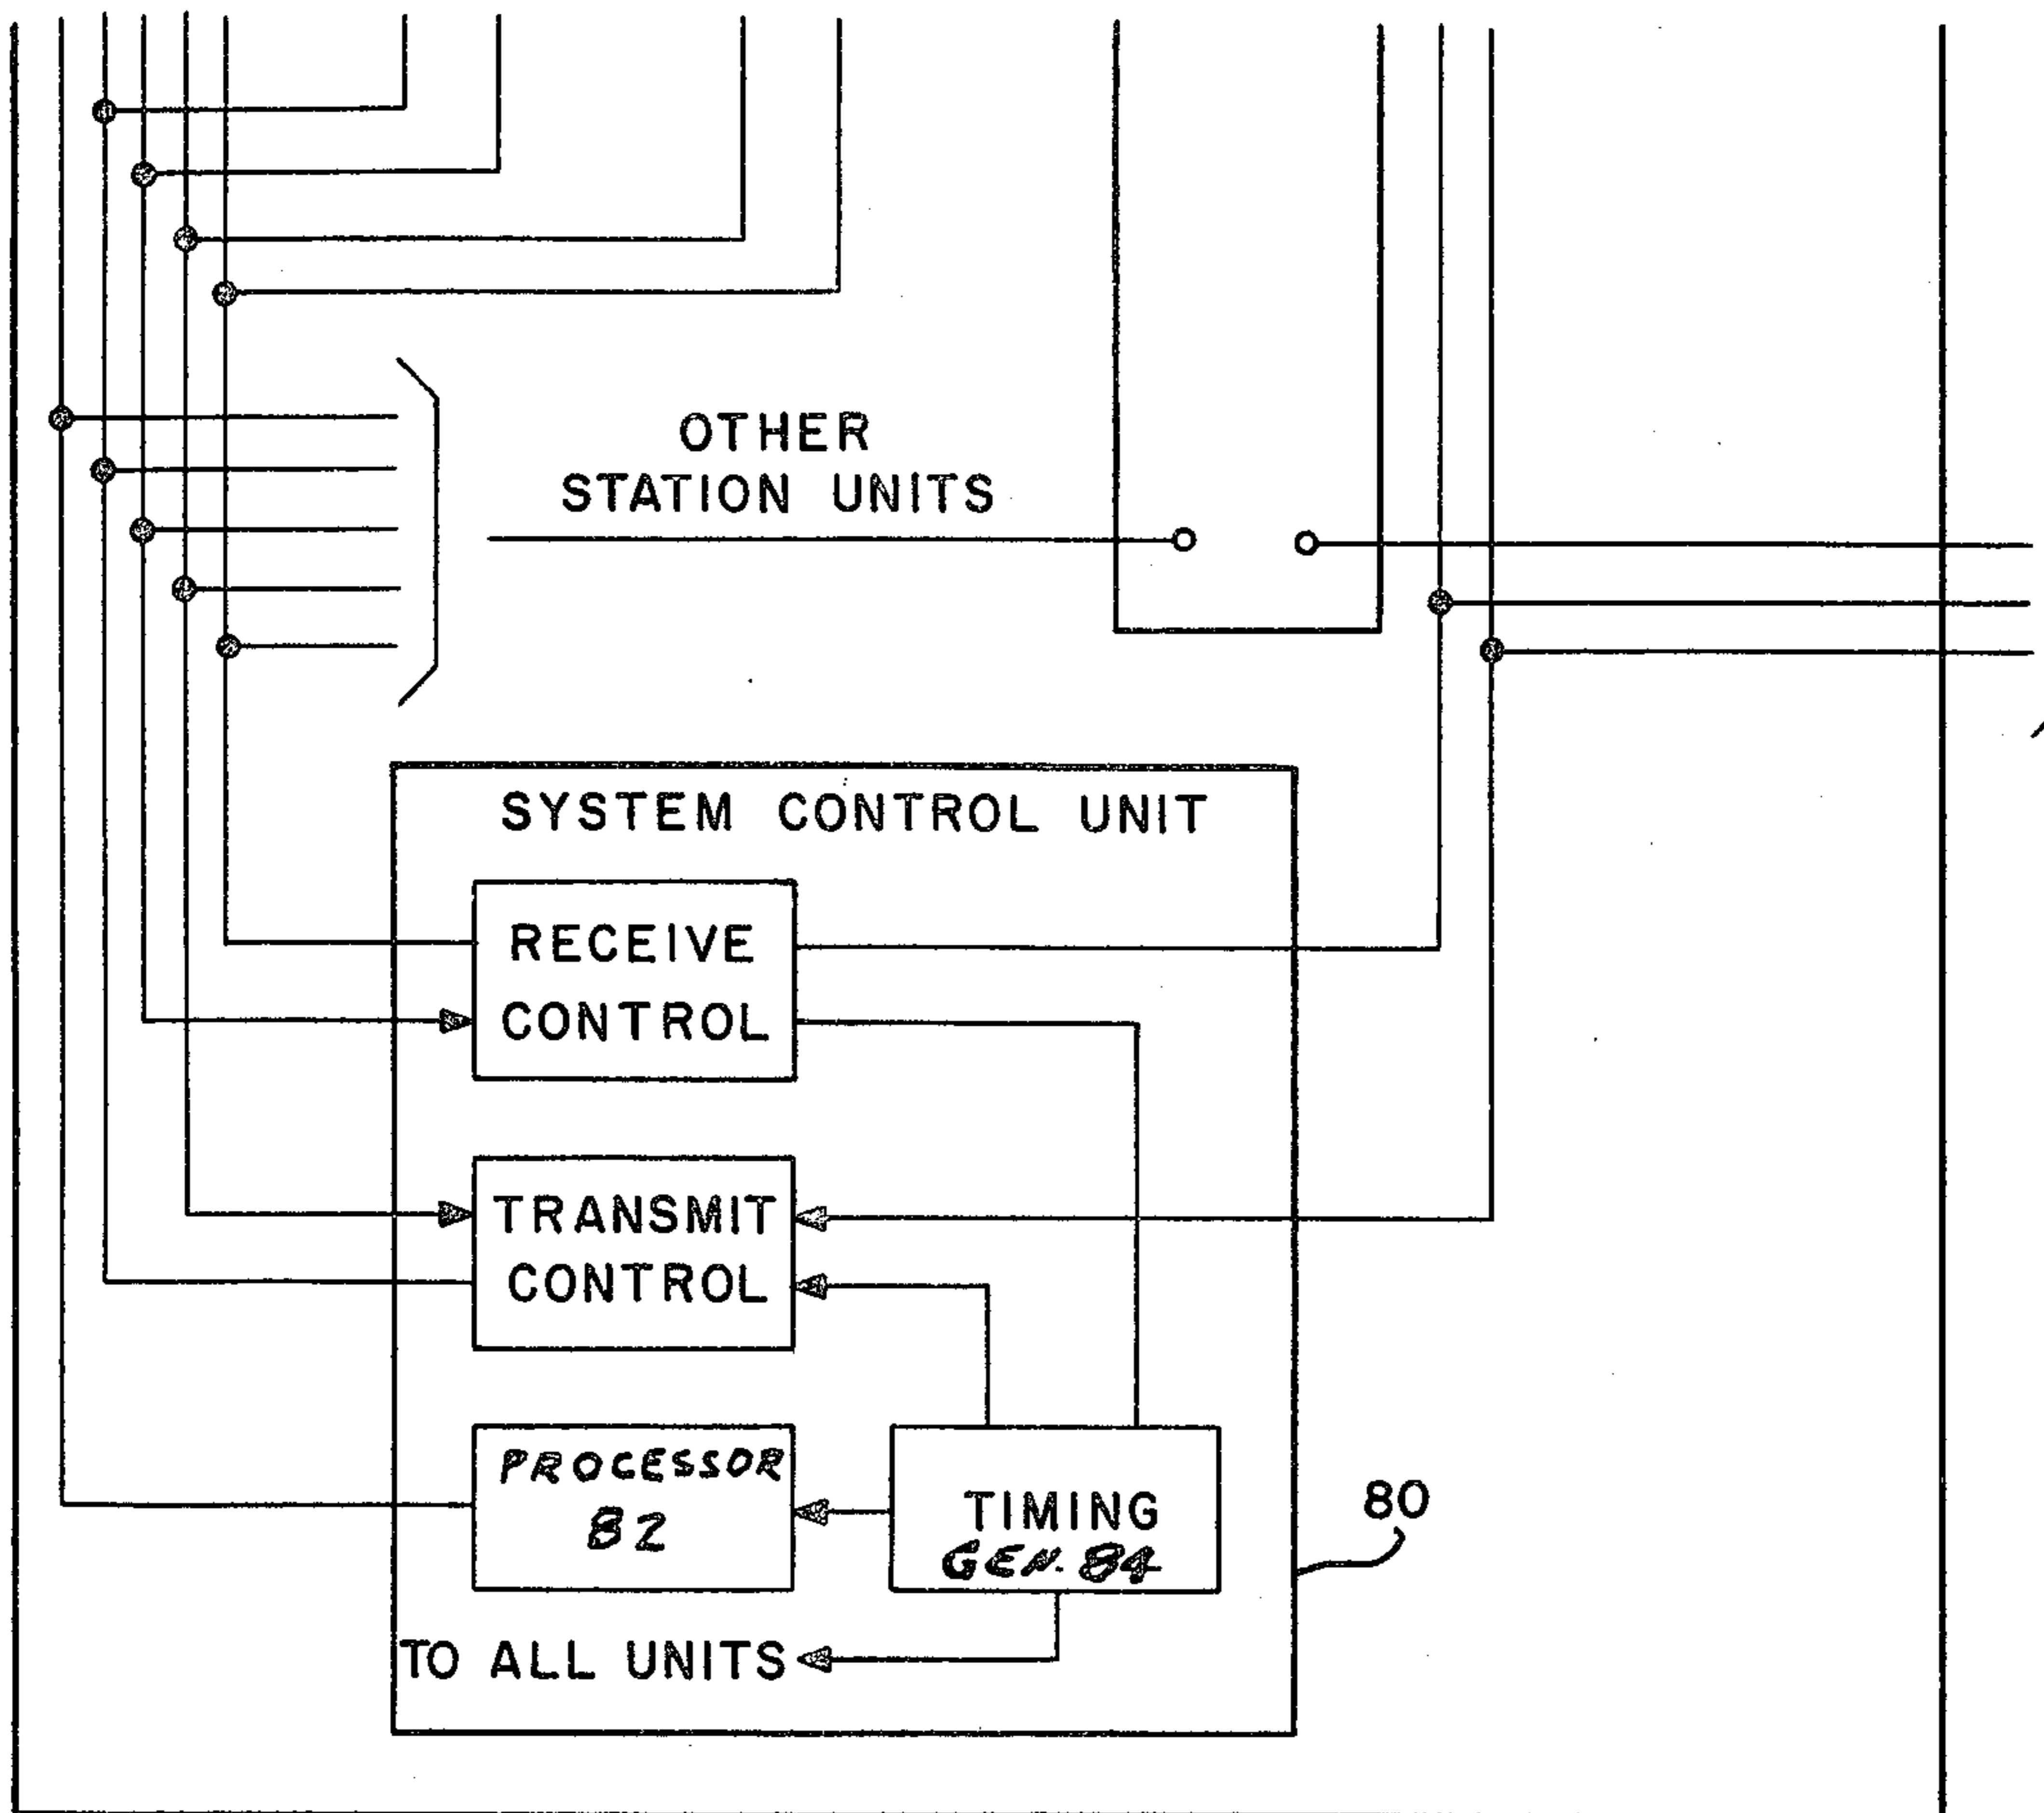 OTHER
STATION UNITS
SYSTEM CONTROL UNIT
RECEIVE
CONTROL
TRANSMIT
CONTROL
PROCESSOR
82
TIMING
GEN. 84
80
TO ALL UNITS